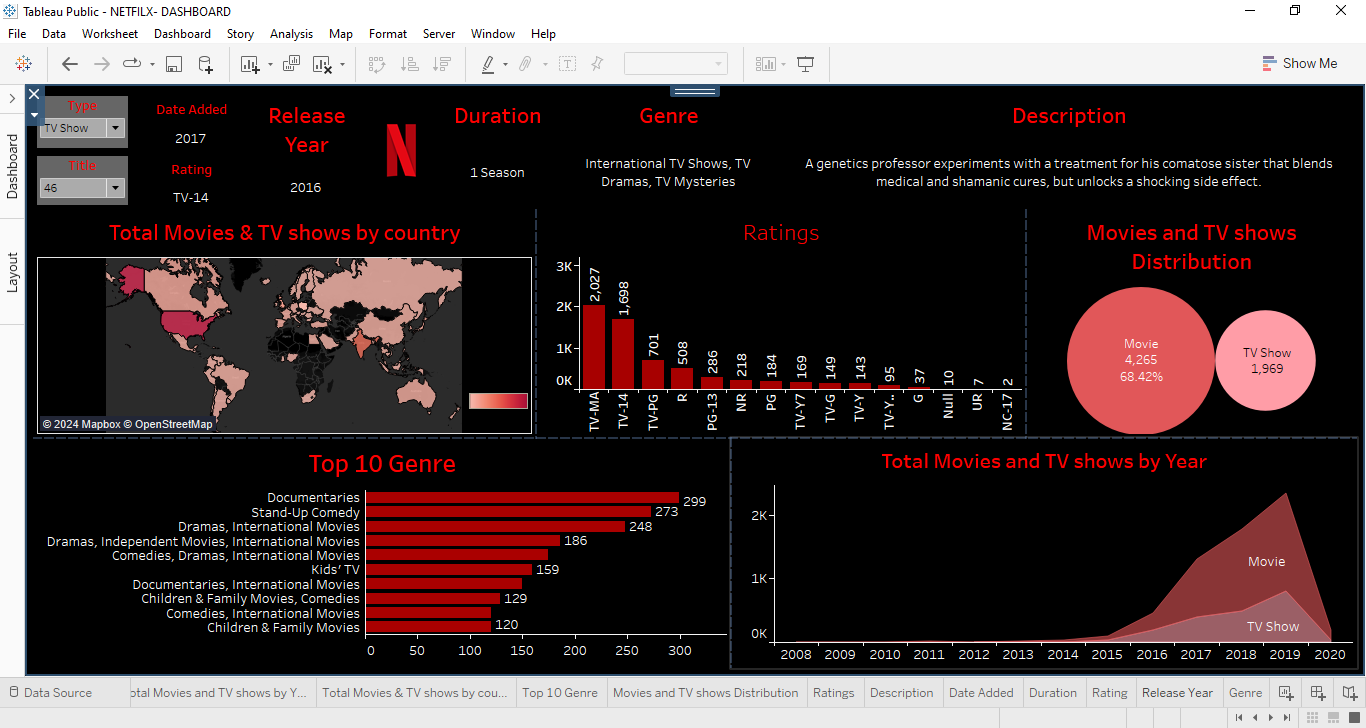 Tableau Public - NETFILX- DASHBOARD
File Data Worksheet Dashboard Story Analysis Map Format Server Window Help
Show Me
Dashboard
Layout
Type
TV Show
Title
46
Date Added
2017
Rating
TV-14
Release
Year
2016
Duration
1 Season
Genre
International TV Shows, TV
Dramas, TV Mysteries
Description
A genetics professor experiments with a treatment for his comatose sister that blends
medical and shamanic cures, but unlocks a shocking side effect.
Total Movies & TV shows by country
© 2024 Mapbox © OpenStreetMap
Ratings
3K
2K
1K
0K
2,027
1,698
701
508
286
218
184
169
149
143
95
37
10
7
2
TV-MA
TV-14
TV-PG
R
PG-13
NR
PG
TV-Y7
TV-G
TV-Y
TV-Y..
G
Null
UR
NC-17
Movies and TV shows
Distribution
Movie
4,265
68.42%
TV Show
1,969
Top 10 Genre
Documentaries 299
Stand-Up Comedy 273
Dramas, International Movies 248
Dramas, Independent Movies, International Movies 186
Comedies, Dramas, International Movies
Kids' TV 159
Documentaries, International Movies
Children & Family Movies, Comedies 129
Comedies, International Movies
Children & Family Movies 120
0 50 100 150 200 250 300
Total Movies and TV shows by Year
2K
1K
0K
Movie
TV Show
2008 2009 2010 2011 2012 2013 2014 2015 2016 2017 2018 2019 2020
Data Source otal Movies and TV shows by Y... Total Movies & TV shows by cou... Top 10 Genre Movies and TV shows Distribution Ratings Description Date Added Duration Rating Release Year Genre